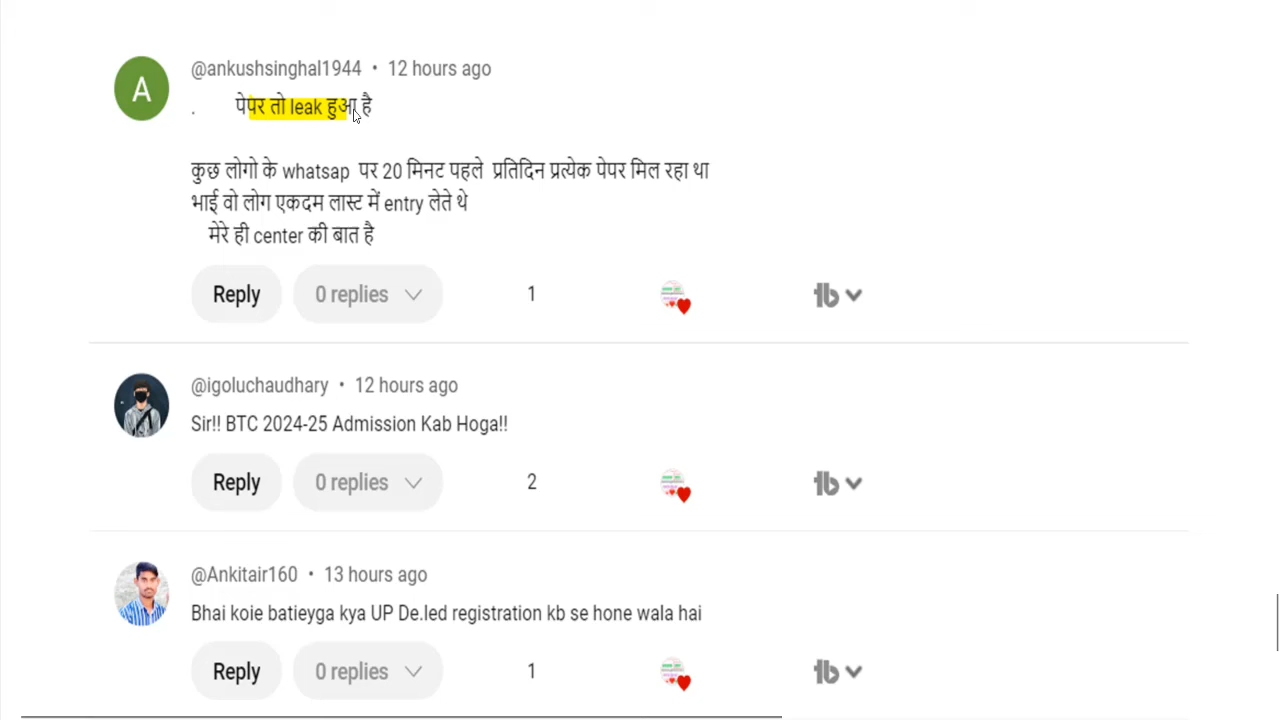 A
@ankushsinghal1944 • 12 hours ago
. पेपर तो leak हुआ है
कुछ लोगो के whatsap पर 20 मिनट पहले प्रतिदिन प्रत्येक पेपर मिल रहा था
भाई वो लोग एकदम लास्ट में entry लेते थे
मेरे ही center की बात है
Reply 0 replies 1
@igoluchaudhary • 12 hours ago
Sir!! BTC 2024-25 Admission Kab Hoga!!
Reply 0 replies 2
@Ankitair160 • 13 hours ago
Bhai koie batieyga kya UP De.led registration kb se hone wala hai
Reply 0 replies 1